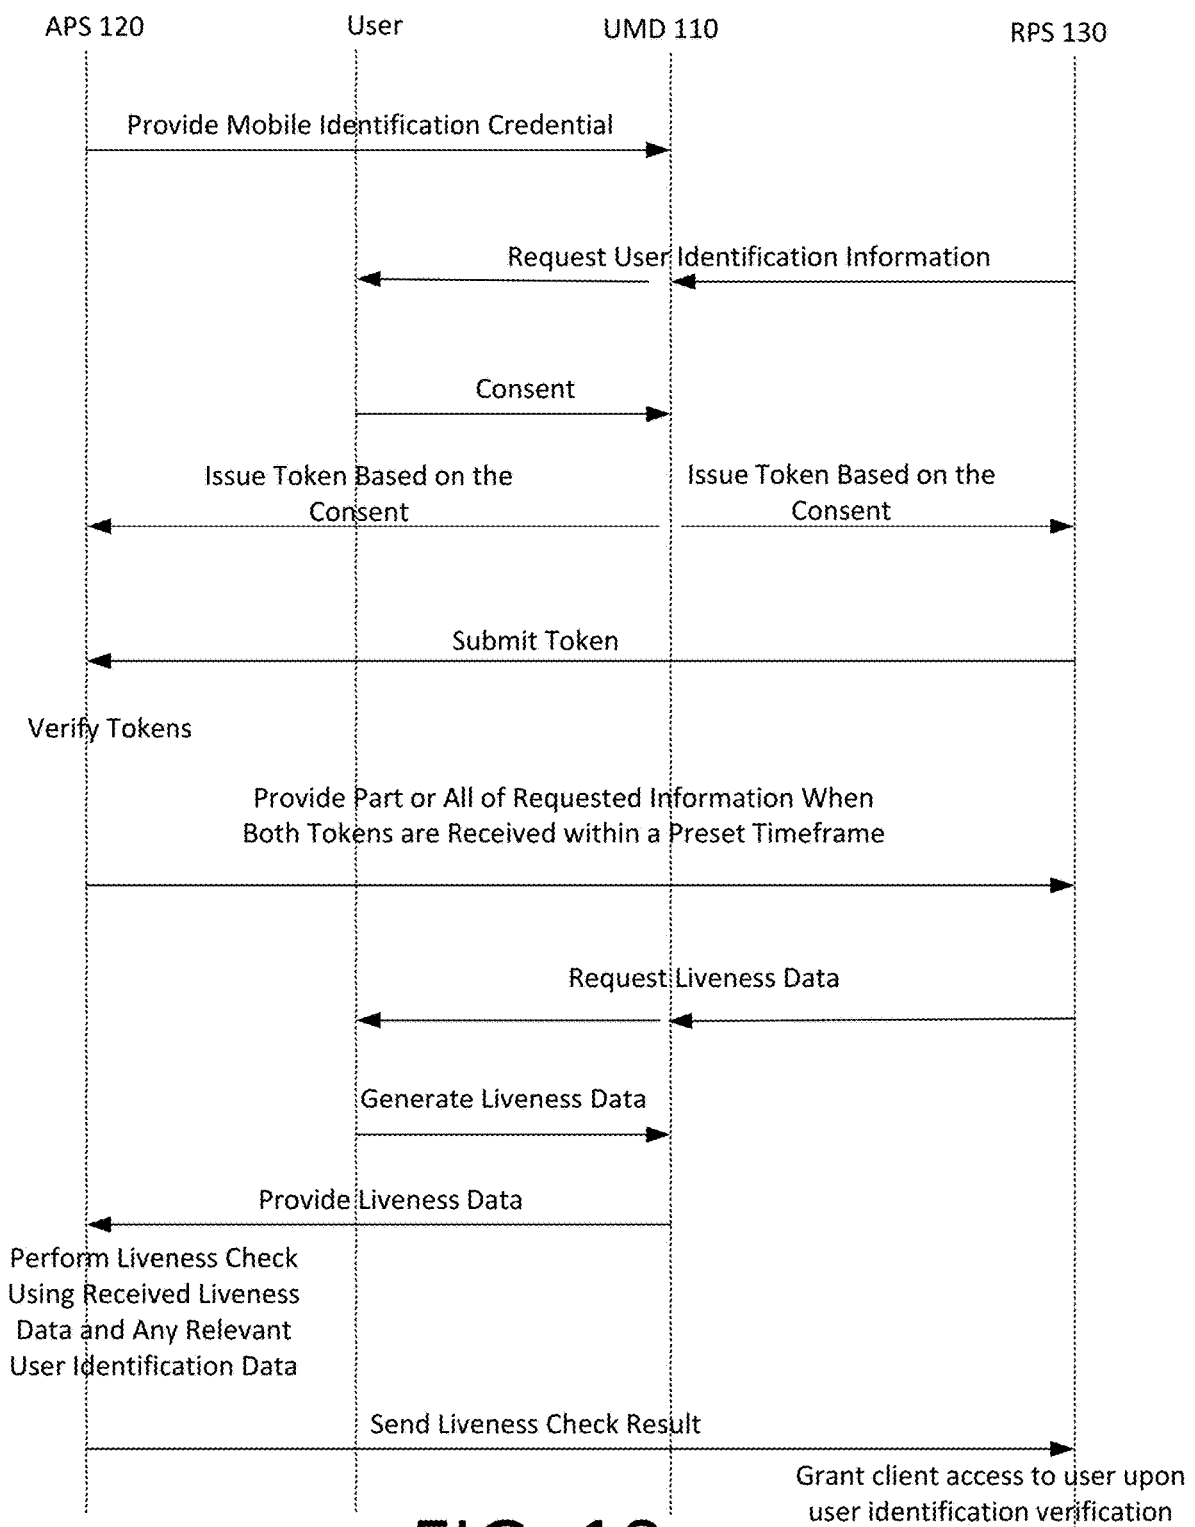 APS 120
User
UMD 110
RPS 130
Provide Mobile Identification Credential
Request User Identification Information
Consent
Issue Token Based on the
Consent
Issue Token Based on the
Consent
Submit Token
Verify Tokens
Provide Part or All of Requested Information When
Both Tokens are Received within a Preset Timeframe
Request Liveness Data
Generate Liveness Data
Provide Liveness Data
Perform Liveness Check
Using Received Liveness
Data and Any Relevant
User Identification Data
Send Liveness Check Result
Grant client access to user upon
user identification verification